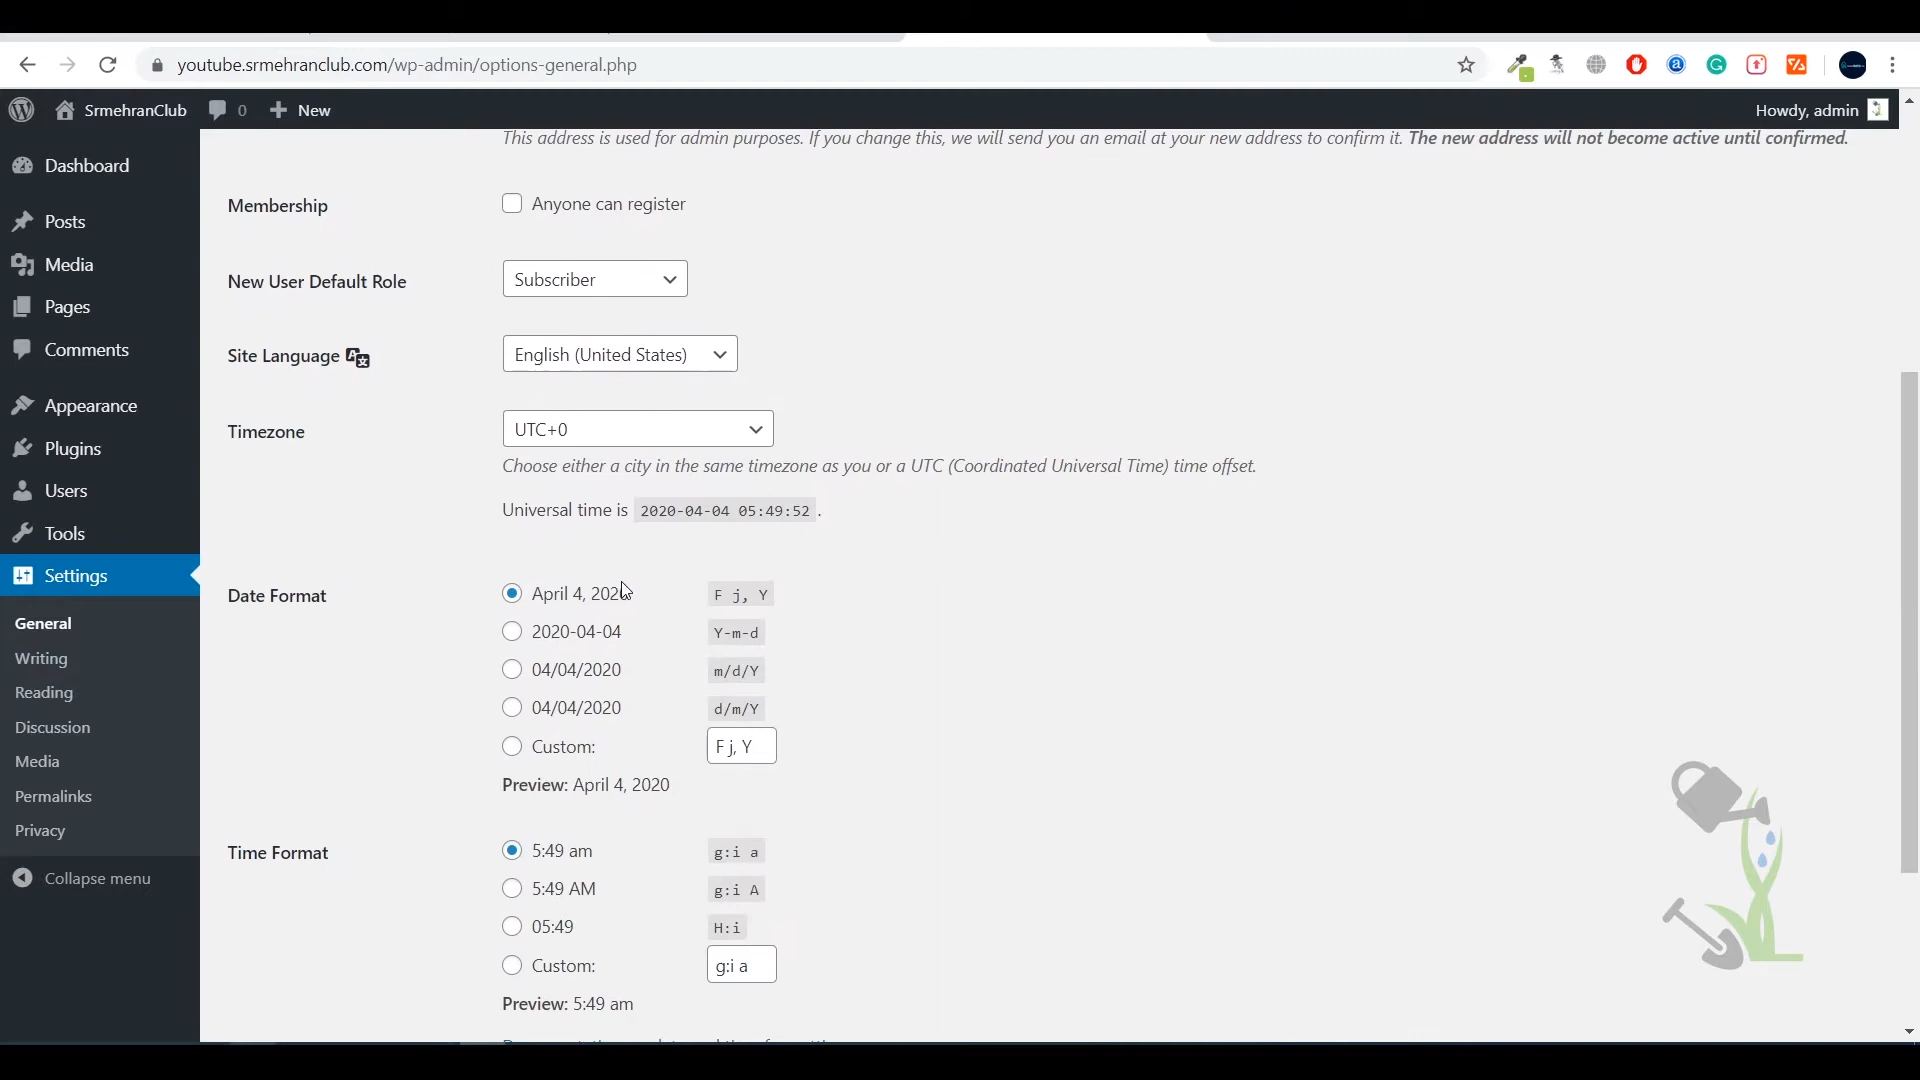 youtube.srmehranclub.com/wp-admin/options-general.php
SrmehranClub 0 New Howdy, admin
This address is used for admin purposes. If you change this, we will send you an email at your new address to confirm it. The new address will not become active until confirmed.
Dashboard
Posts
Media
Pages
Comments
Appearance
Plugins
Users
Tools
Settings
General
Writing
Reading
Discussion
Media
Permalinks
Privacy
Collapse menu
Membership Anyone can register
New User Default Role Subscriber
Site Language English (United States)
Timezone UTC+0
Choose either a city in the same timezone as you or a UTC (Coordinated Universal Time) time offset.
Universal time is 2020-04-04 05:49:52 .
Date Format April 4, 2020 F j, Y
2020-04-04 Y-m-d
04/04/2020 m/d/Y
04/04/2020 d/m/Y
Custom: F j, Y
Preview: April 4, 2020
Time Format 5:49 am g:i a
5:49 AM g:i A
05:49 H:i
Custom: g:i a
Preview: 5:49 am